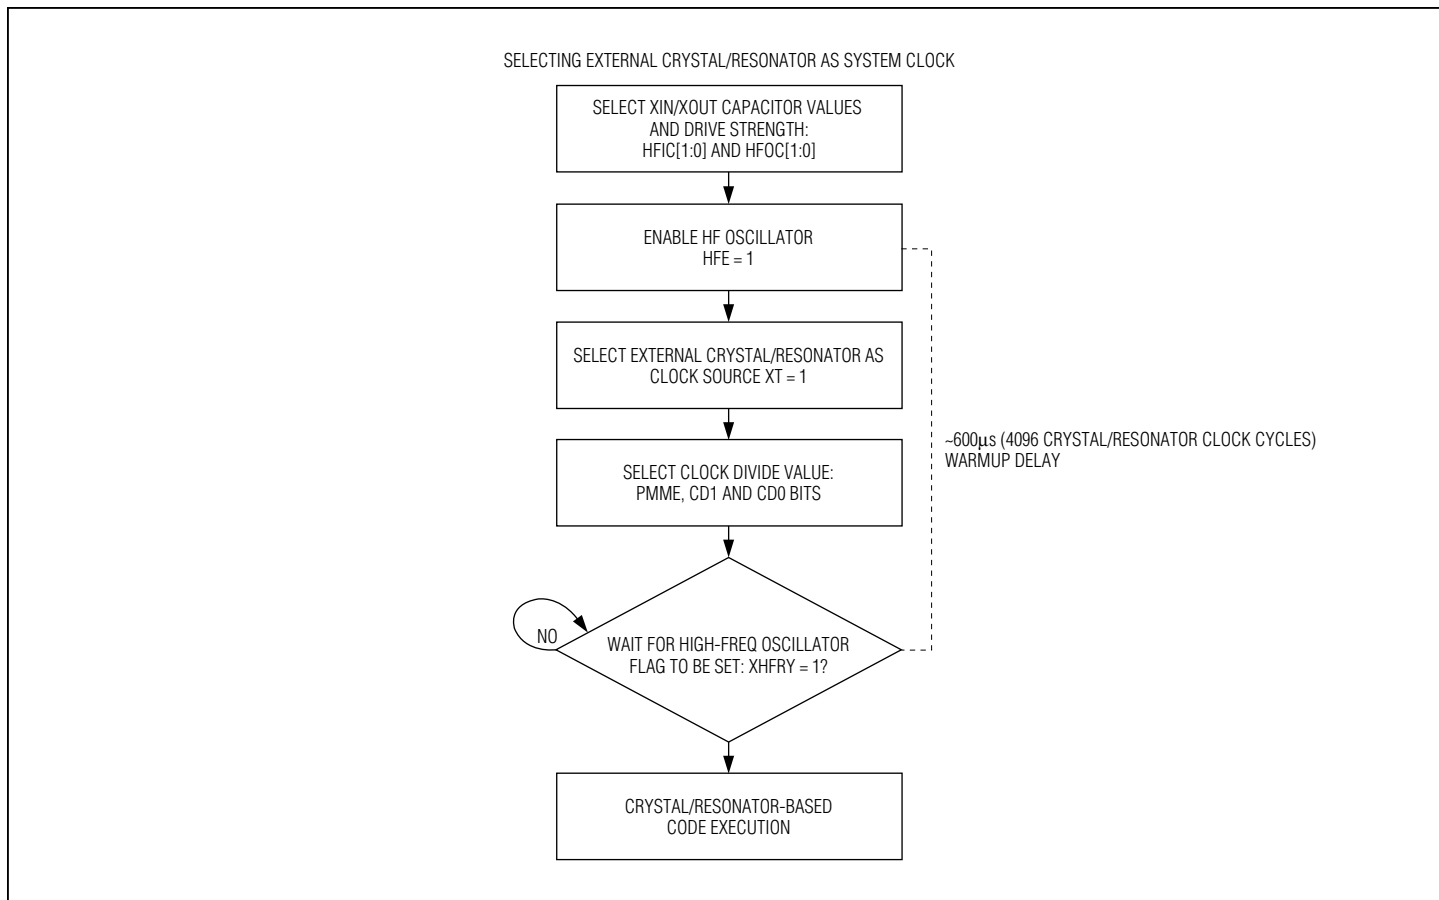 SELECTING EXTERNAL CRYSTAL/RESONATOR AS SYSTEM CLOCK
SELECT XIN/XOUT CAPACITOR VALUES
AND DRIVE STRENGTH:
HFIC[1:0] AND HFOC[1:0]
ENABLE HF OSCILLATOR
HFE = 1
SELECT EXTERNAL CRYSTAL/RESONATOR AS
CLOCK SOURCE XT = 1
~600μs (4096 CRYSTAL/RESONATOR CLOCK CYCLES)
WARMUP DELAY
SELECT CLOCK DIVIDE VALUE:
PMME, CD1 AND CD0 BITS
NO
WAIT FOR HIGH-FREQ OSCILLATOR
FLAG TO BE SET: XHFRY = 1?
CRYSTAL/RESONATOR-BASED
CODE EXECUTION